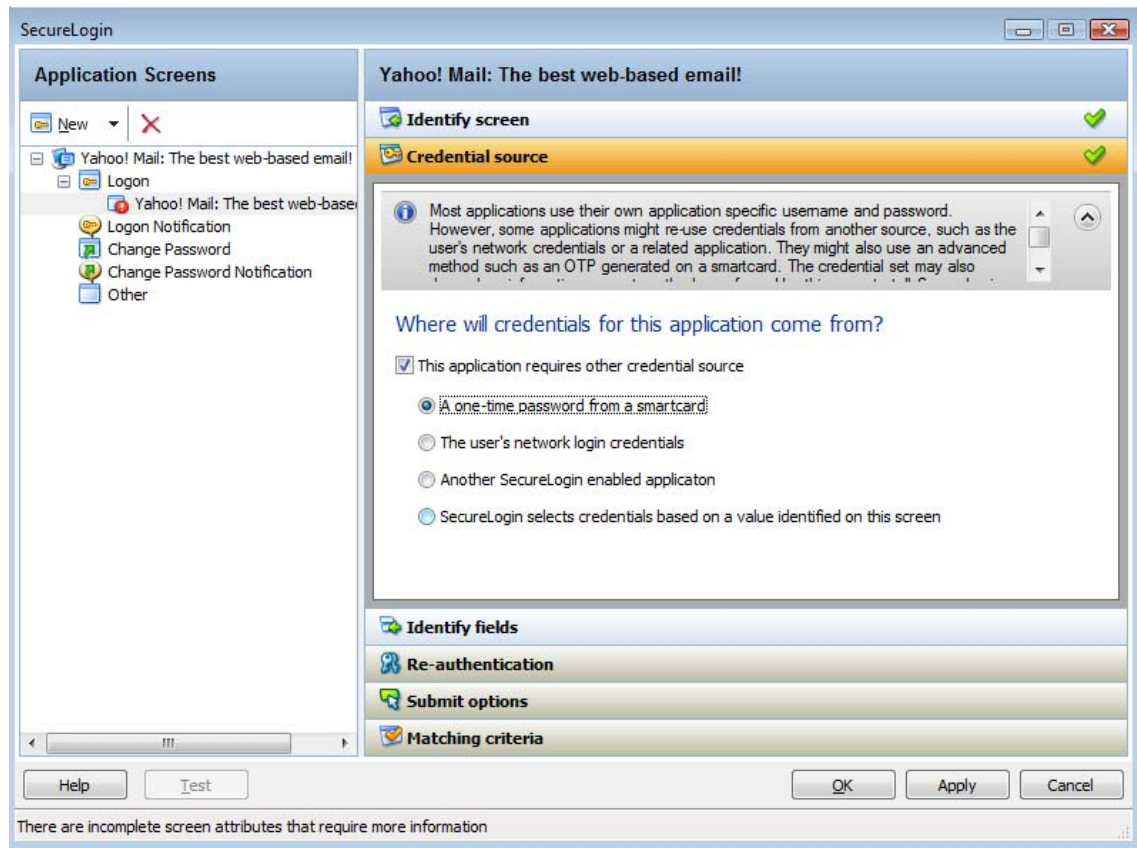 SecureLogin
Application Screens
New
Yahoo! Mail: The best web-based email!
Logon
Yahoo! Mail: The best web-base
Logon Notification
Change Password
Change Password Notification
Other
Yahoo! Mail: The best web-based email!
Identify screen
Credential source
Most applications use their own application specific username and password.
However, some applications might re-use credentials from another source, such as the
user's network credentials or a related application. They might also use an advanced
method such as an OTP generated on a smartcard. The credential set may also
Where will credentials for this application come from?
This application requires other credential source
A one-time password from a smartcard
The user's network login credentials
Another SecureLogin enabled applicaton
SecureLogin selects credentials based on a value identified on this screen
Identify fields
Re-authentication
Submit options
Matching criteria
Help Test OK Apply Cancel
There are incomplete screen attributes that require more information